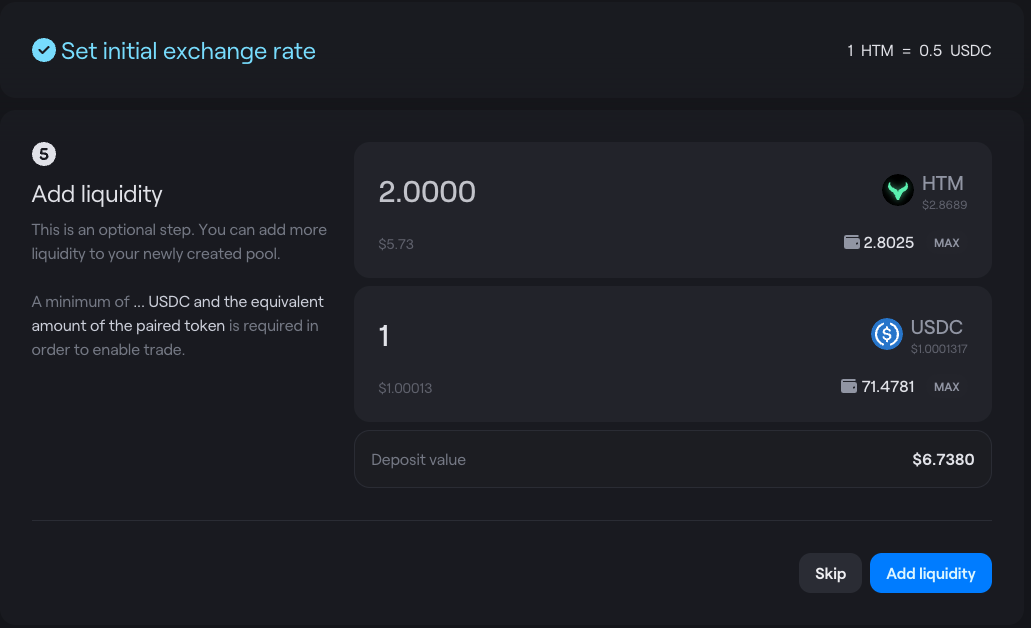 Set initial exchange rate
1 HTM = 0.5 USDC
5
Add liquidity
This is an optional step. You can add more
liquidity to your newly created pool.
A minimum of ... USDC and the equivalent
amount of the paired token is required in
order to enable trade.
2.0000
HTM
$2.8689
$5.73
2.8025 MAX
1
USDC
$1.0001317
$1.00013
71.4781 MAX
Deposit value
$6.7380
Skip
Add liquidity